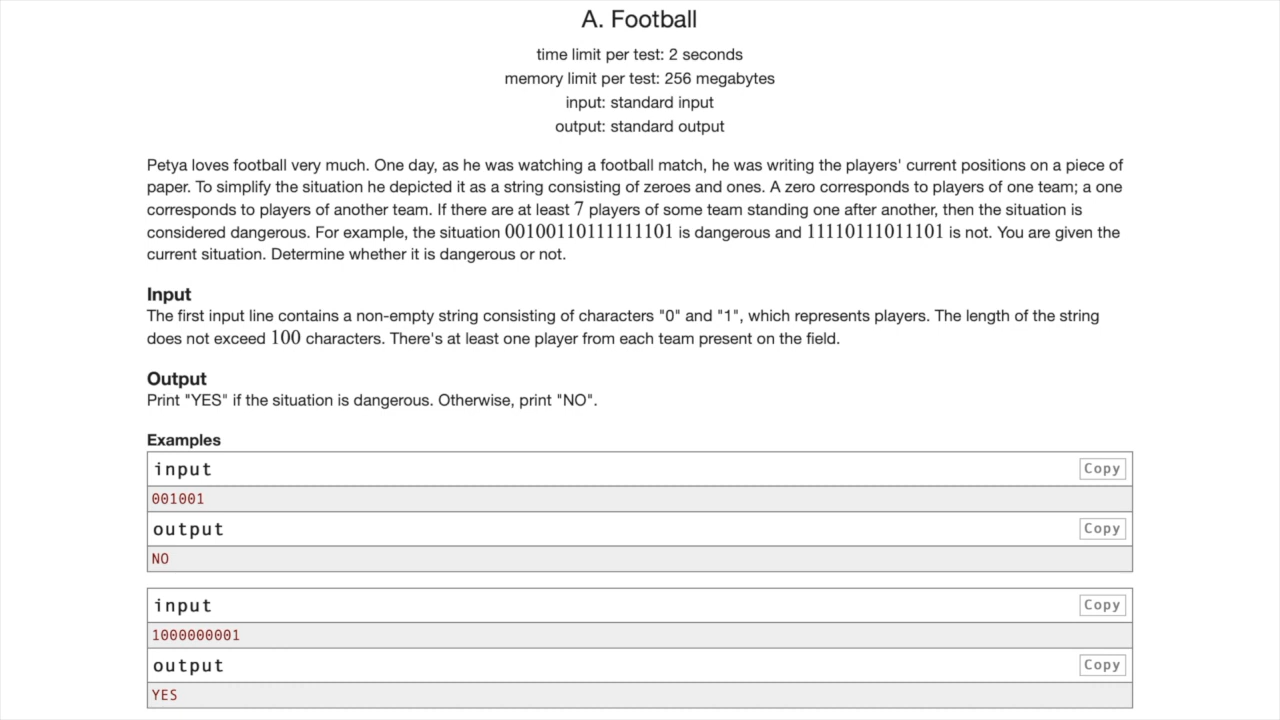 A. Football
time limit per test: 2 seconds
memory limit per test: 256 megabytes
input: standard input
output: standard output
Petya loves football very much. One day, as he was watching a football match, he was writing the players' current positions on a piece of
paper. To simplify the situation he depicted it as a string consisting of zeroes and ones. A zero corresponds to players of one team; a one
corresponds to players of another team. If there are at least 7 players of some team standing one after another, then the situation is
considered dangerous. For example, the situation 00100110111111101 is dangerous and 11110111011101 is not. You are given the
current situation. Determine whether it is dangerous or not.
Input
The first input line contains a non-empty string consisting of characters "0" and "1", which represents players. The length of the string
does not exceed 100 characters. There's at least one player from each team present on the field.
Output
Print "YES" if the situation is dangerous. Otherwise, print "NO".
Examples
input Copy
001001
output Copy
NO
input Copy
1000000001
output Copy
YES